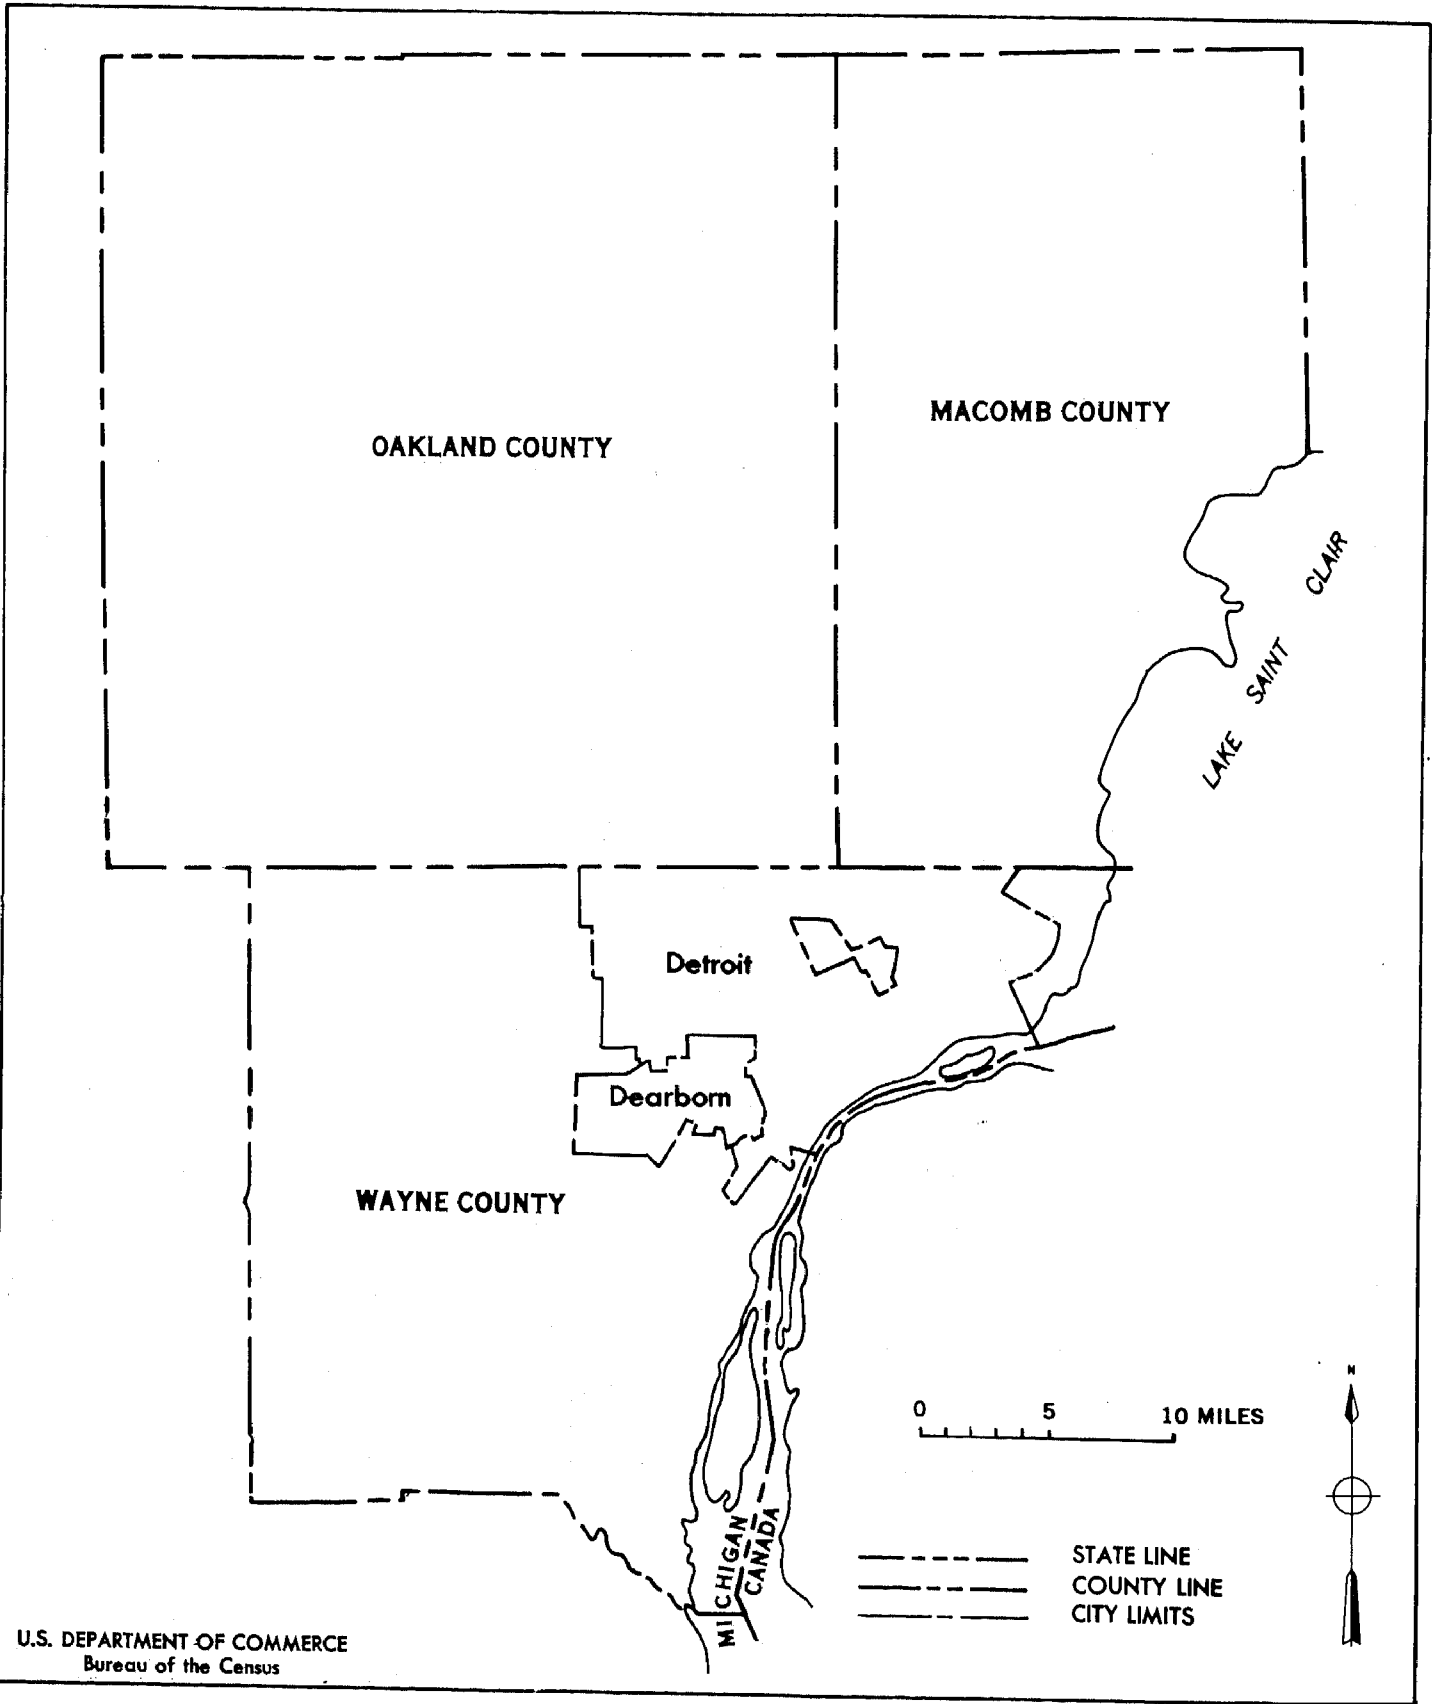 MACOMB COUNTY
OAKLAND COUNTY
LAKE SAINT CLAIR
Detroit
Dearborn
WAYNE COUNTY
0 5 10 MILES
N
MICHIGAN
CANADA
STATE LINE
COUNTY LINE
CITY LIMITS
U.S. DEPARTMENT OF COMMERCE
Bureau of the Census